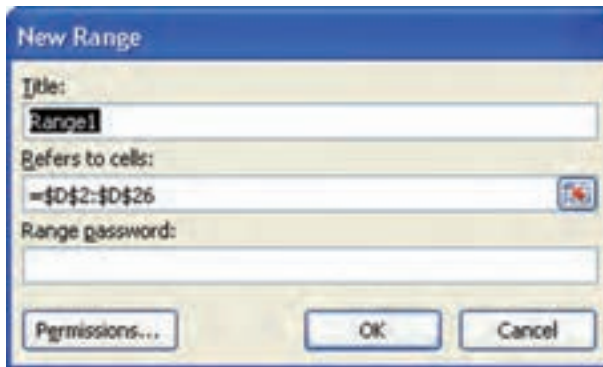 New Range
Title:
Range1
Refers to cells:
=$D$2:$D$26
Range password:
Permissions... OK Cancel